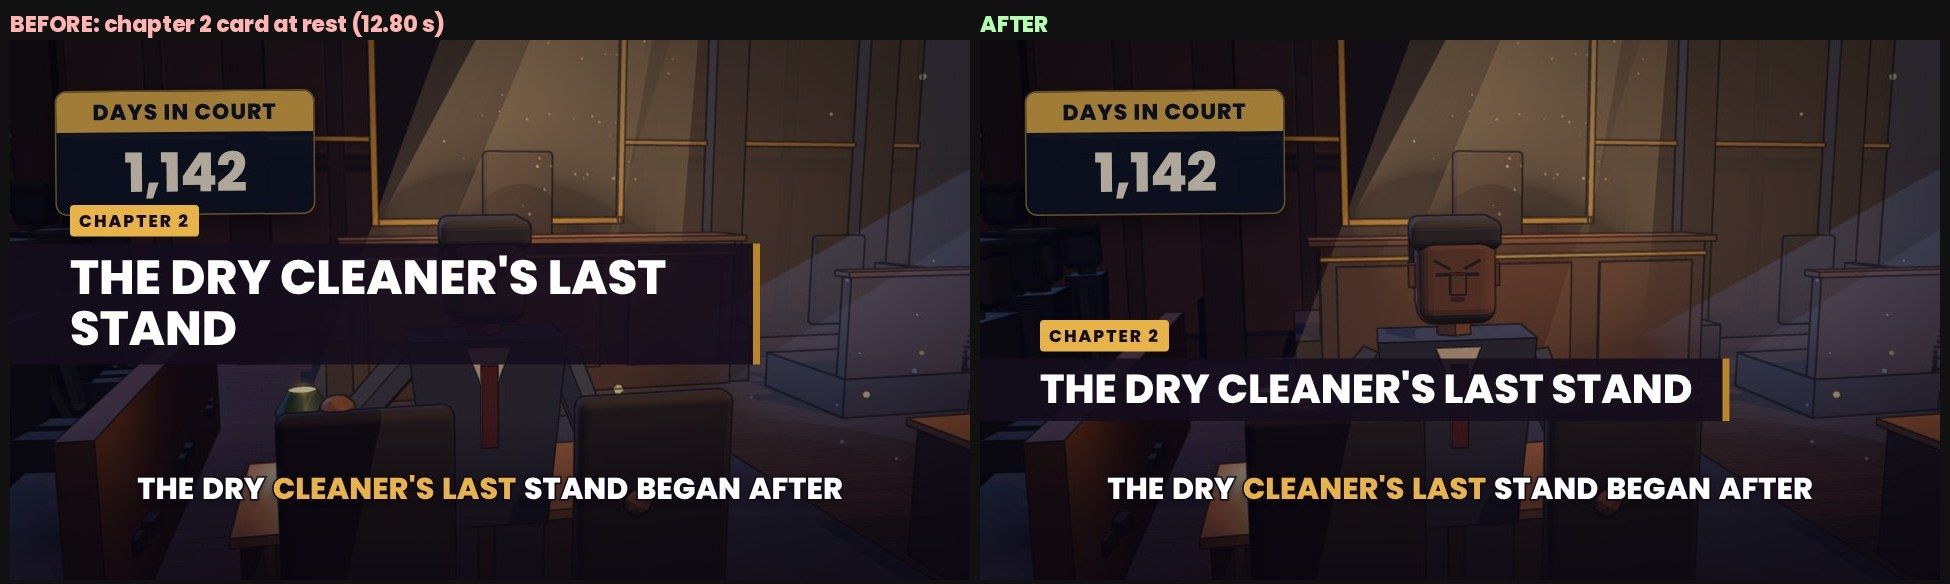 BEFORE: chapter 2 card at rest (12.80 s)
DAYS IN COURT
1,142
CHAPTER 2
THE DRY CLEANER'S LAST
STAND
THE DRY CLEANER'S LAST STAND BEGAN AFTER
AFTER
DAYS IN COURT
1,142
CHAPTER 2
THE DRY CLEANER'S LAST STAND
THE DRY CLEANER'S LAST STAND BEGAN AFTER